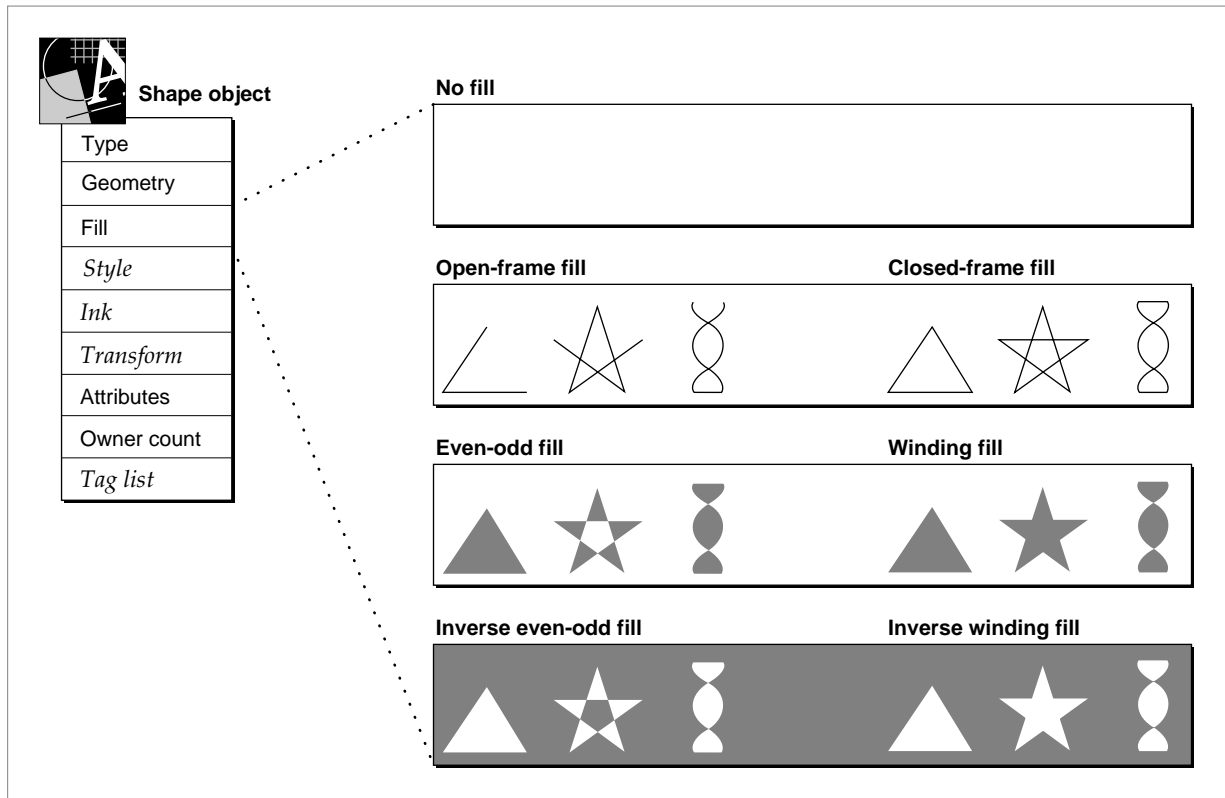 Shape object
Type
Geometry
Fill
Style
Ink
Transform
Attributes
Owner count
Tag list
No fill
Open-frame fill
Closed-frame fill
Even-odd fill
Winding fill
Inverse even-odd fill
Inverse winding fill